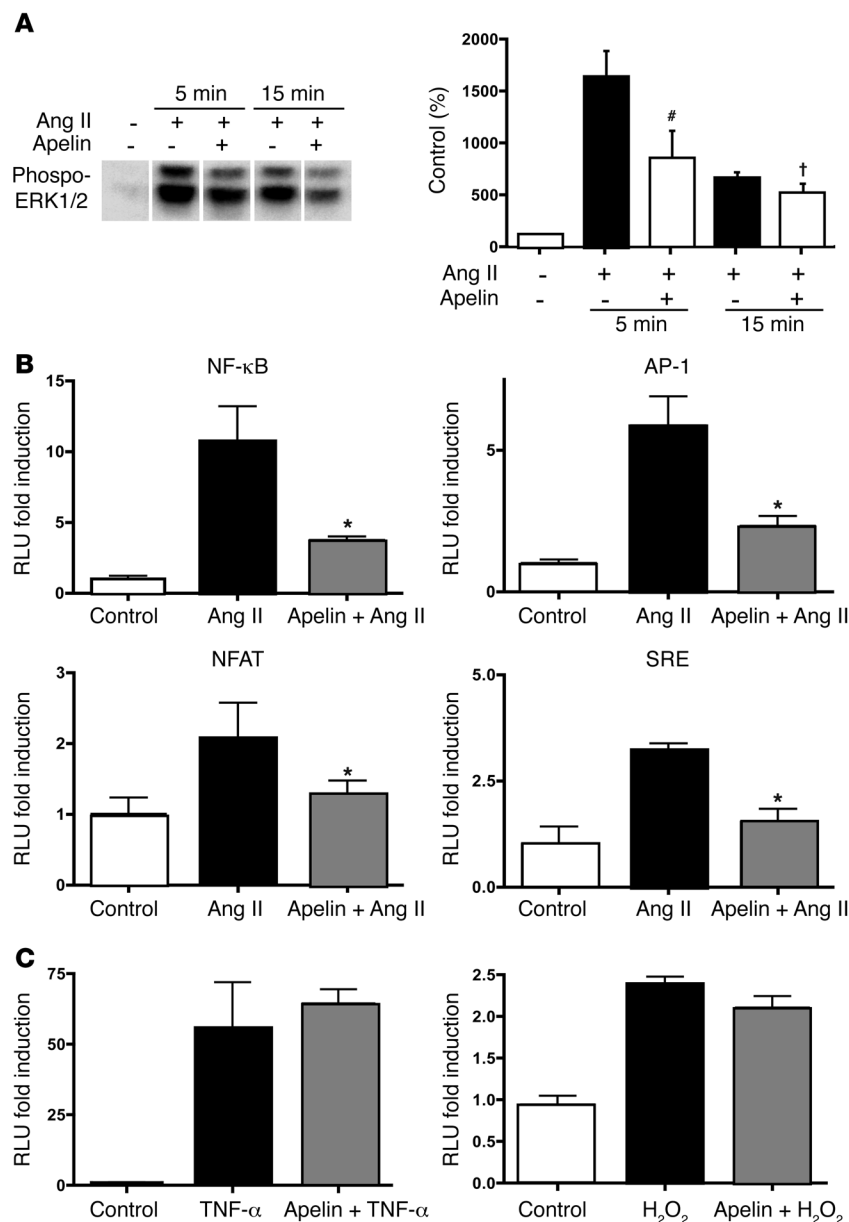 A
5 min 15 min
Ang II - + + + +
Apelin - - + - +
Phospo-
ERK1/2
Control (%)
2000
1500
1000
500
0
#
†
Ang II - + + + +
Apelin - - + - +
5 min 15 min
B
NF-κB
RLU fold induction
15
10
5
0
*
Control Ang II Apelin + Ang II
AP-1
RLU fold induction
5
0
*
Control Ang II Apelin + Ang II
NFAT
RLU fold induction
3
2
1
0
*
Control Ang II Apelin + Ang II
SRE
RLU fold induction
5.0
2.5
0.0
*
Control Ang II Apelin + Ang II
C
RLU fold induction
75
50
25
0
Control TNF-α Apelin + TNF-α
RLU fold induction
2.5
2.0
1.5
1.0
0.5
0.0
Control H₂O₂ Apelin + H₂O₂